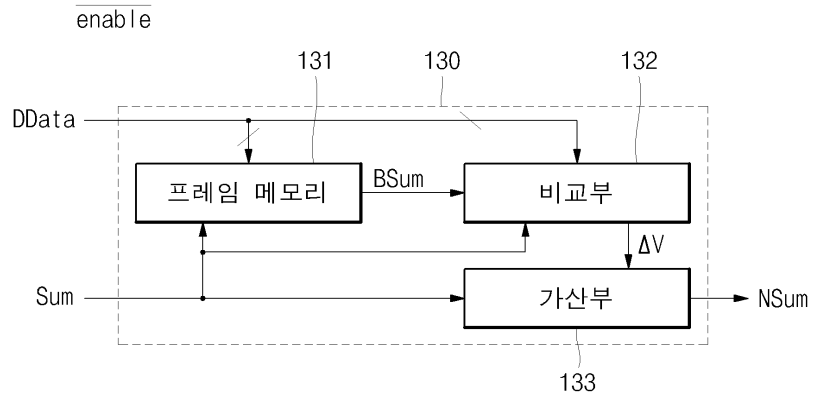 enable
131
130
132
DData
프레임 메모리
BSum
비교부
ΔV
Sum
가산부
NSum
133